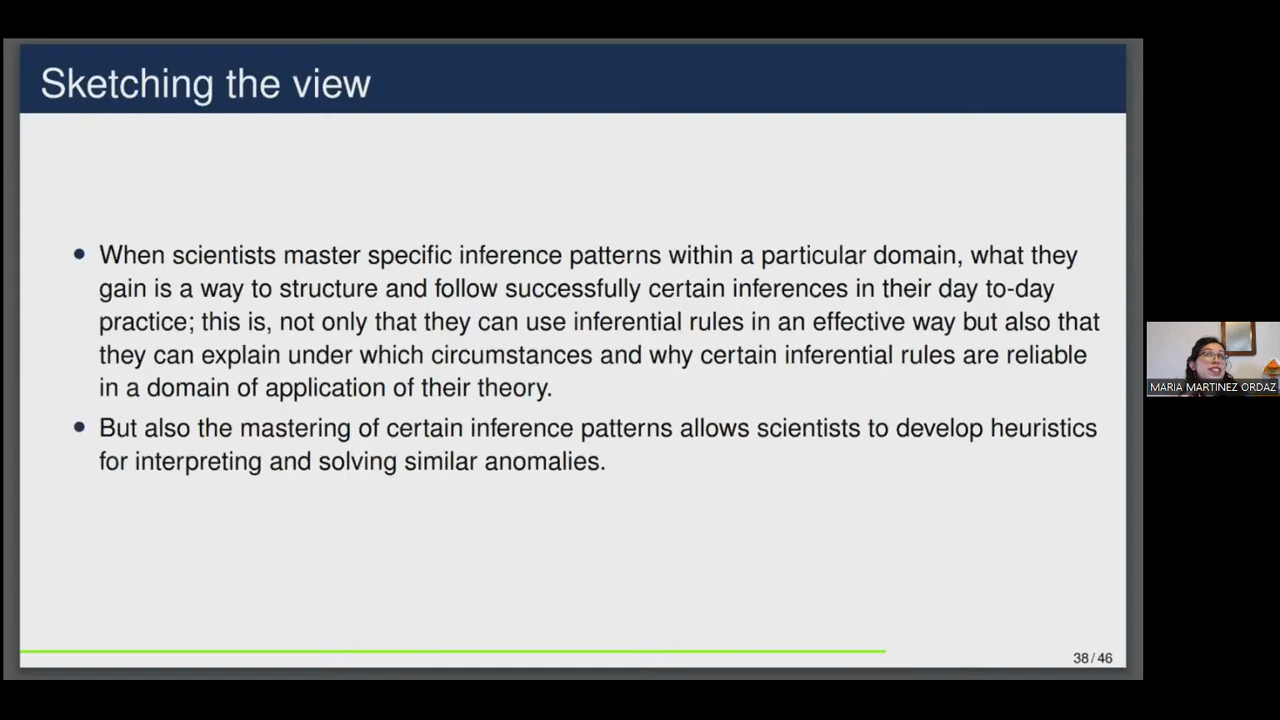 Sketching the view
When scientists master specific inference patterns within a particular domain, what they
gain is a way to structure and follow successfully certain inferences in their day to-day
practice; this is, not only that they can use inferential rules in an effective way but also that
they can explain under which circumstances and why certain inferential rules are reliable
in a domain of application of their theory.
But also the mastering of certain inference patterns allows scientists to develop heuristics
for interpreting and solving similar anomalies.
38/46
MARIA MARTINEZ ORDAZ